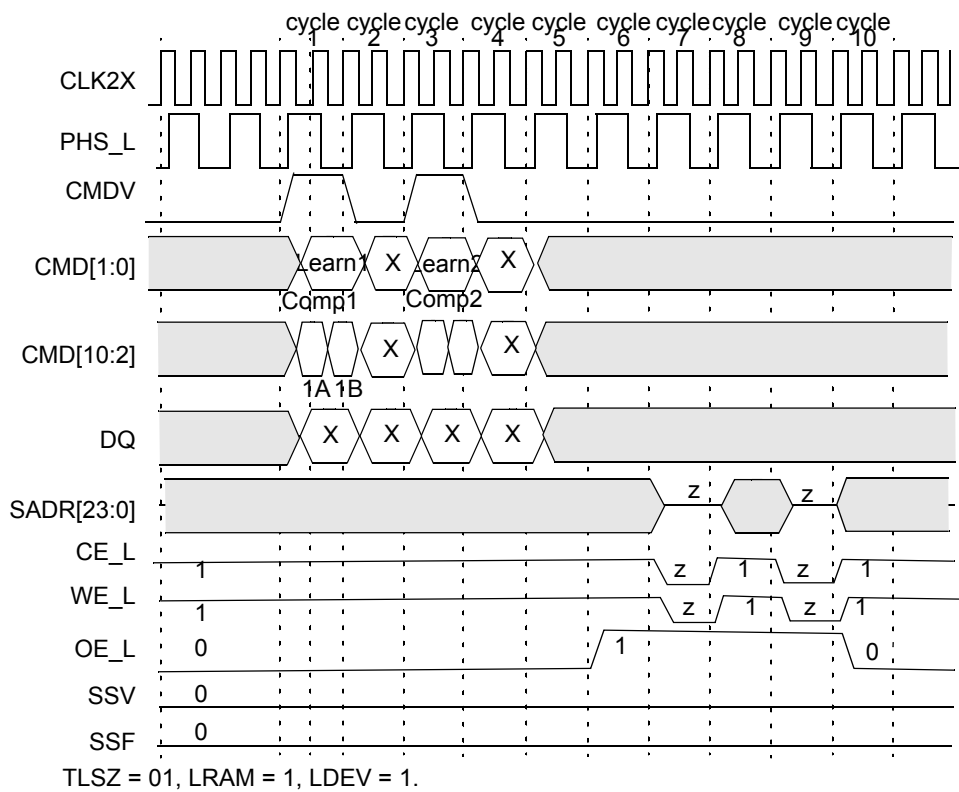 cycle cycle cycle cycle cycle cycle cycle cycle cycle cycle
1 2 3 4 5 6 7 8 9 10
CLK2X
PHS_L
CMDV
CMD[1:0] Learn1 X Learn2 X
Comp1 Comp2
CMD[10:2] X X
1A 1B
DQ X X X X
SADR[23:0] z z
CE_L 1 z 1 z 1
WE_L 1 z 1 z 1
OE_L 0 1 0
SSV 0
SSF 0
TLSZ = 01, LRAM = 1, LDEV = 1.